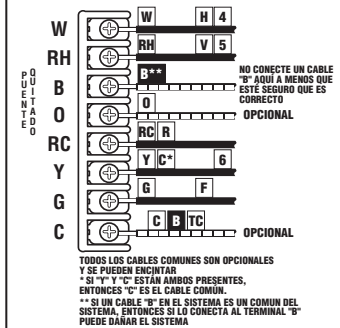 W W H 4
RH RH V 5
PUENTE QUITADO
B B** NO CONECTE UN CABLE
"B" AQUÍ A MENOS QUE
ESTÉ SEGURO QUE ES
CORRECTO
O O OPCIONAL
RC RC R
Y Y C* 6
G G F
C C B TC OPCIONAL
TODOS LOS CABLES COMUNES SON OPCIONALES
Y SE PUEDEN ENCINTAR
* SI "Y" Y "C" ESTÁN AMBOS PRESENTES,
ENTONCES "C" ES EL CABLE COMÚN.
** SI UN CABLE "B" EN EL SISTEMA ES UN COMUN DEL
SISTEMA, ENTONCES SI LO CONECTA AL TERMINAL "B"
PUEDE DAÑAR EL SISTEMA